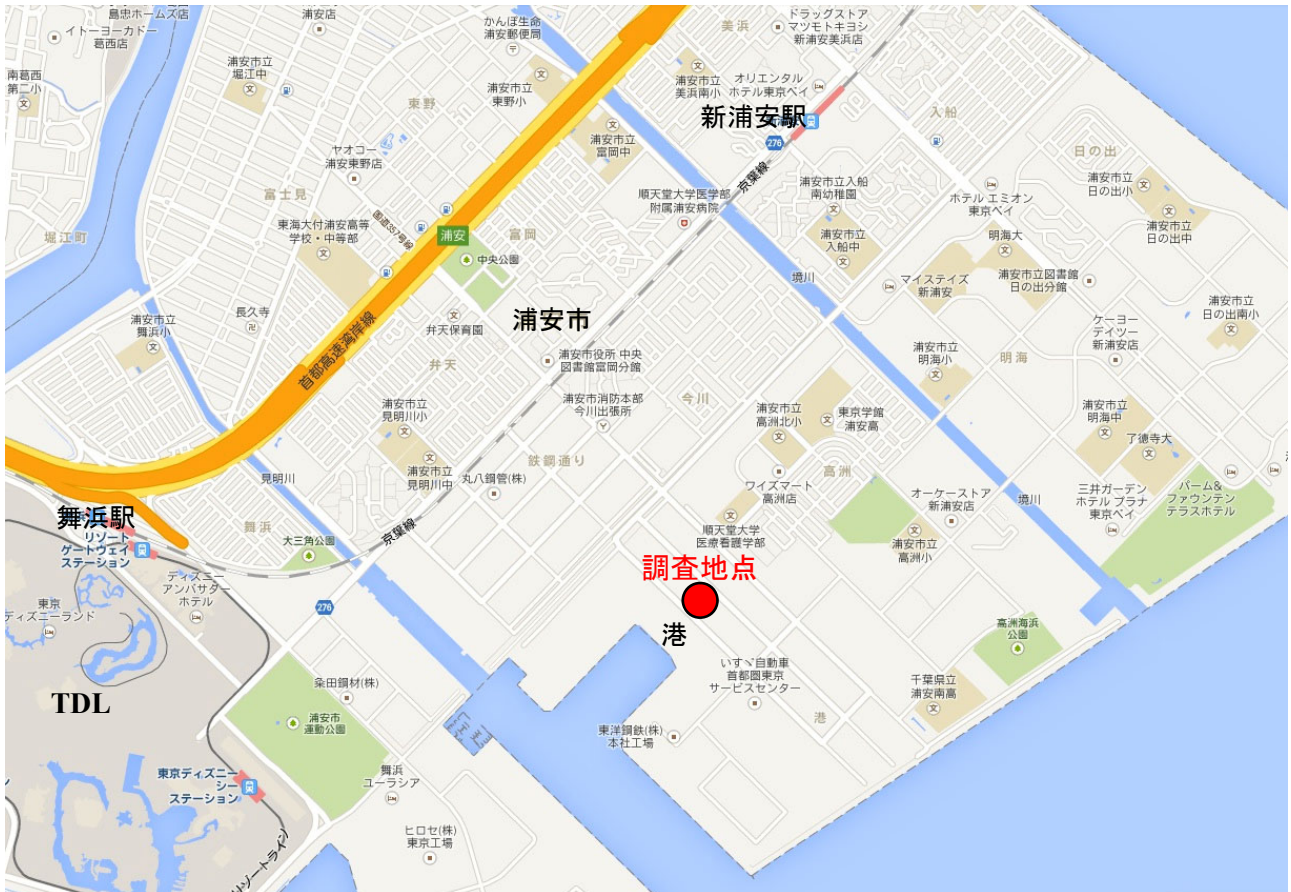 島忠ホームズ店
イトーヨーカドー
葛西店
浦安店
かんぽ生命
浦安郵便局
美浜
ドラッグストア
マツモトキヨシ
新浦安美浜店
南葛西
第二小
浦安市立
堀江中
東野
浦安市立
東野小
浦安市立
美浜南小
オリエンタル
ホテル東京ベイ
新浦安駅
276
入船
日の出
浦安市立
日の出小
ヤオコー
浦安東野店
浦安市立
富岡中
順天堂大学医学部
附属浦安病院
京葉線
浦安市立入船
南幼稚園
ホテル エミオン
東京ベイ
浦安市立
日の出中
富士見
堀江町
東海大付浦安高等
学校・中等部
国道357号線
浦安
富岡
中央公園
浦安市立
入船中
明海大
浦安市立図書館
日の出分館
境川
マイステイズ
新浦安
浦安市立
日の出南小
浦安市立
舞浜小
長久寺
首都高速湾岸線
弁天保育園
浦安市
弁天
浦安市役所 中央
図書館富岡分館
ケーヨー
デイツー
新浦安店
浦安市立
明海小
明海
浦安市立
見明川小
浦安市消防本部
今川出張所
今川
浦安市立
高洲北小
東京学館
浦安高
浦安市立
明海中
了徳寺大
鉄鋼通り
浦安市立
見明川中
丸八鋼管(株)
見明川
高洲
ワイズマート
高洲店
オーケーストア
新浦安店
境川
三井ガーデン
ホテル プラナ
東京ベイ
パーム&
ファウンテン
テラスホテル
舞浜駅
リゾート
ゲートウェイ
ステーション
舞浜
大三角公園
京葉線
順天堂大学
医療看護学部
浦安市立
高洲小
調査地点
ディズニー
アンバサダー
ホテル
東京
ディズニーランド
276
港
高洲海浜
公園
いすゞ自動車
首都圏東京
サービスセンター
千葉県立
浦安南高
TDL
粂田鋼材(株)
浦安市
運動公園
東洋鋼鉄(株)
本社工場
港
東京ディズニー
シー
ステーション
舞浜
ユーラシア
ヒロセ(株)
東京工場
リゾートライン